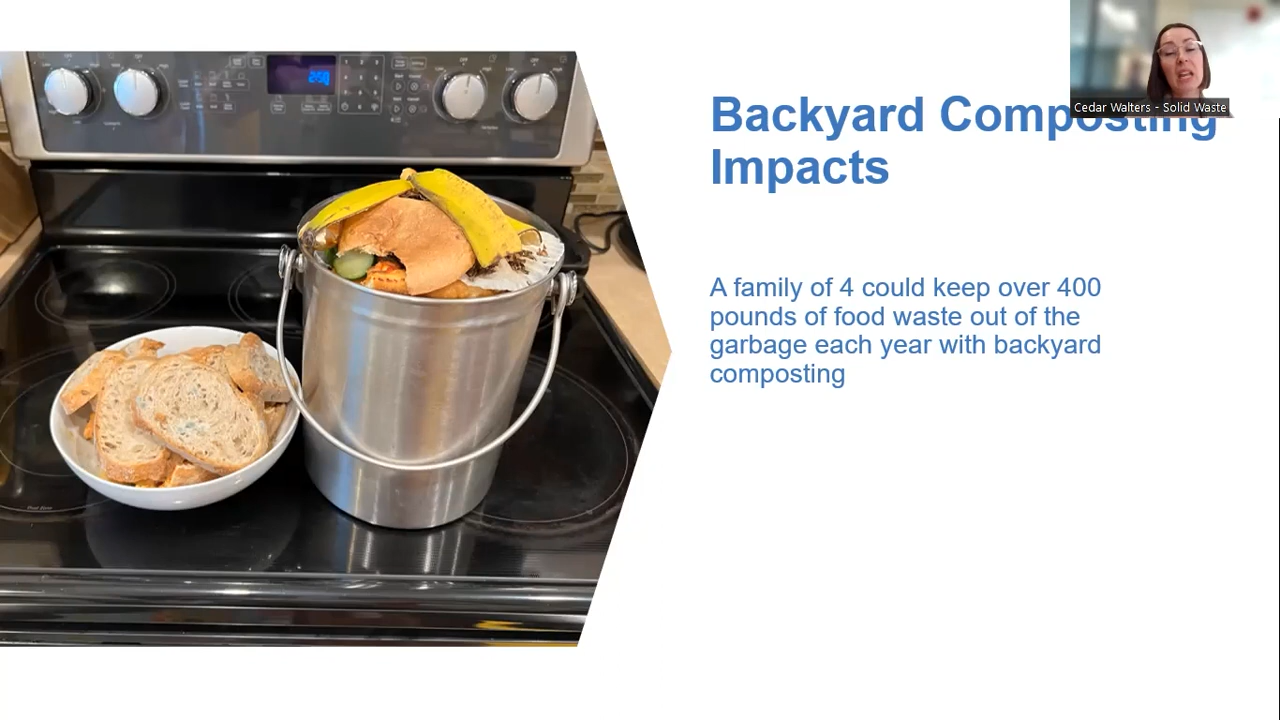 Cedar Walters - Solid Waste
Backyard Composting
Impacts
A family of 4 could keep over 400
pounds of food waste out of the
garbage each year with backyard
composting